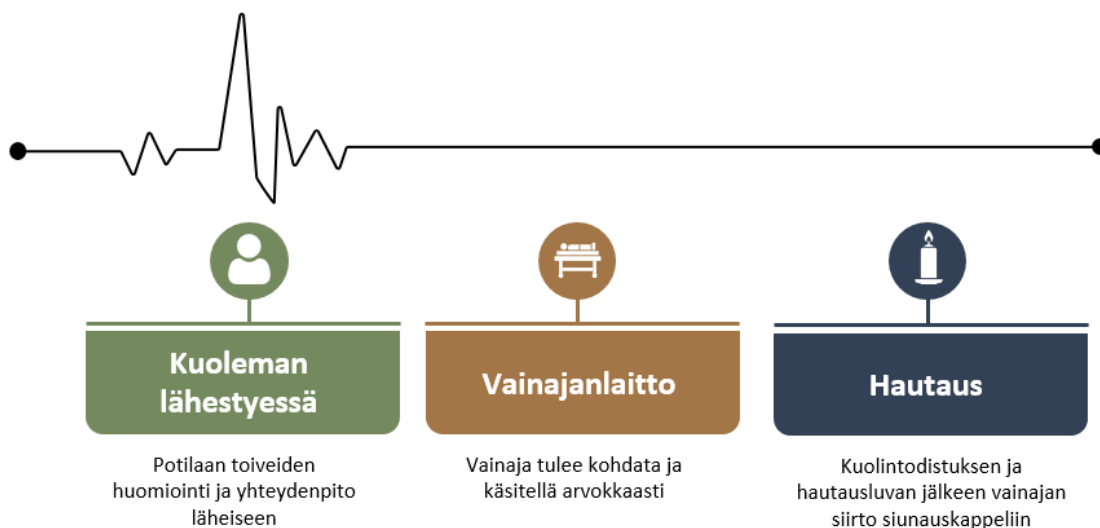 Kuoleman
lähestyessä
Potilaan toiveiden
huomiointi ja yhteydenpito
läheiseen
Vainajanlaitto
Vainaja tulee kohdata ja
käsitellä arvokkaasti
Hautaus
Kuolintodistuksen ja
hautausluvan jälkeen vainajan
siirto siunauskappeliin